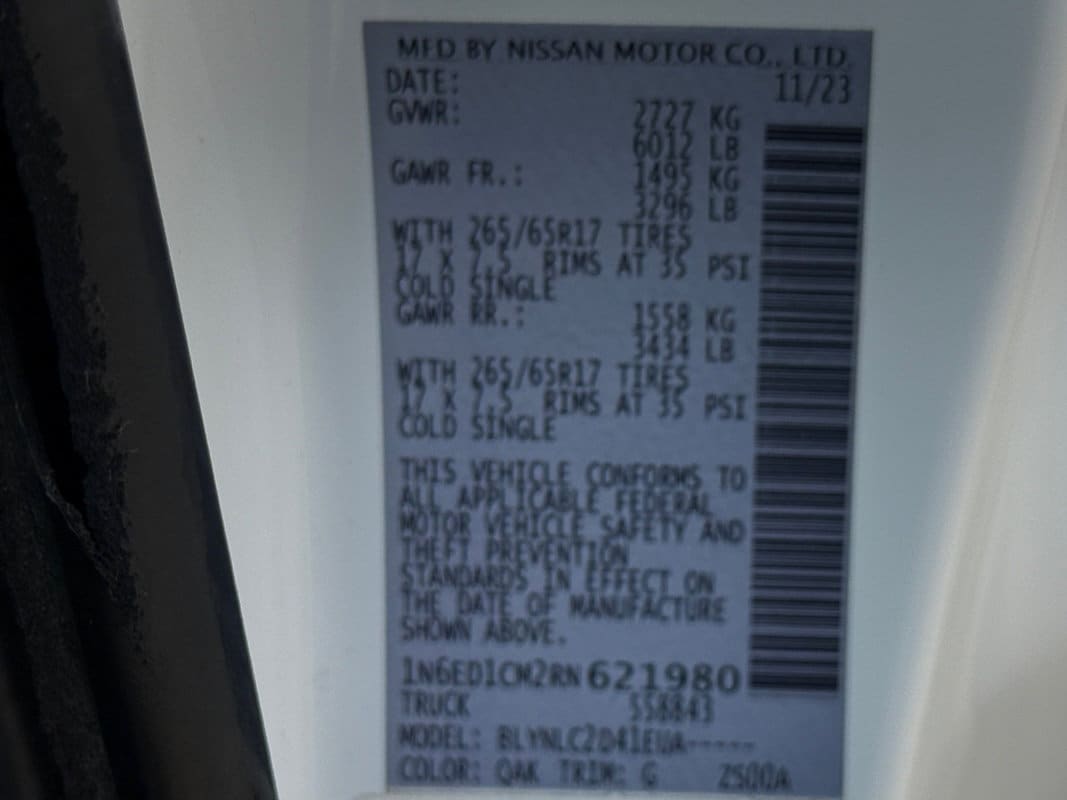 MFD BY NISSAN MOTOR CO., LTD.
DATE: 11/23
GVWR: 2727 KG
6012 LB
GAWR FR.: 1495 KG
3296 LB
WITH 265/65R17 TIRES
17 X 7.5 RIMS AT 35 PSI
COLD SINGLE
GAWR RR.: 1558 KG
3434 LB
WITH 265/65R17 TIRES
17 X 7.5 RIMS AT 35 PSI
COLD SINGLE
THIS VEHICLE CONFORMS TO
ALL APPLICABLE FEDERAL
MOTOR VEHICLE SAFETY AND
THEFT PREVENTION
STANDARDS IN EFFECT ON
THE DATE OF MANUFACTURE
SHOWN ABOVE.
1N6ED1CM2RN621980
TRUCK 558843
MODEL: BLYNLC2D41EUA-----
COLOR: QAK TRIM: G 2500A